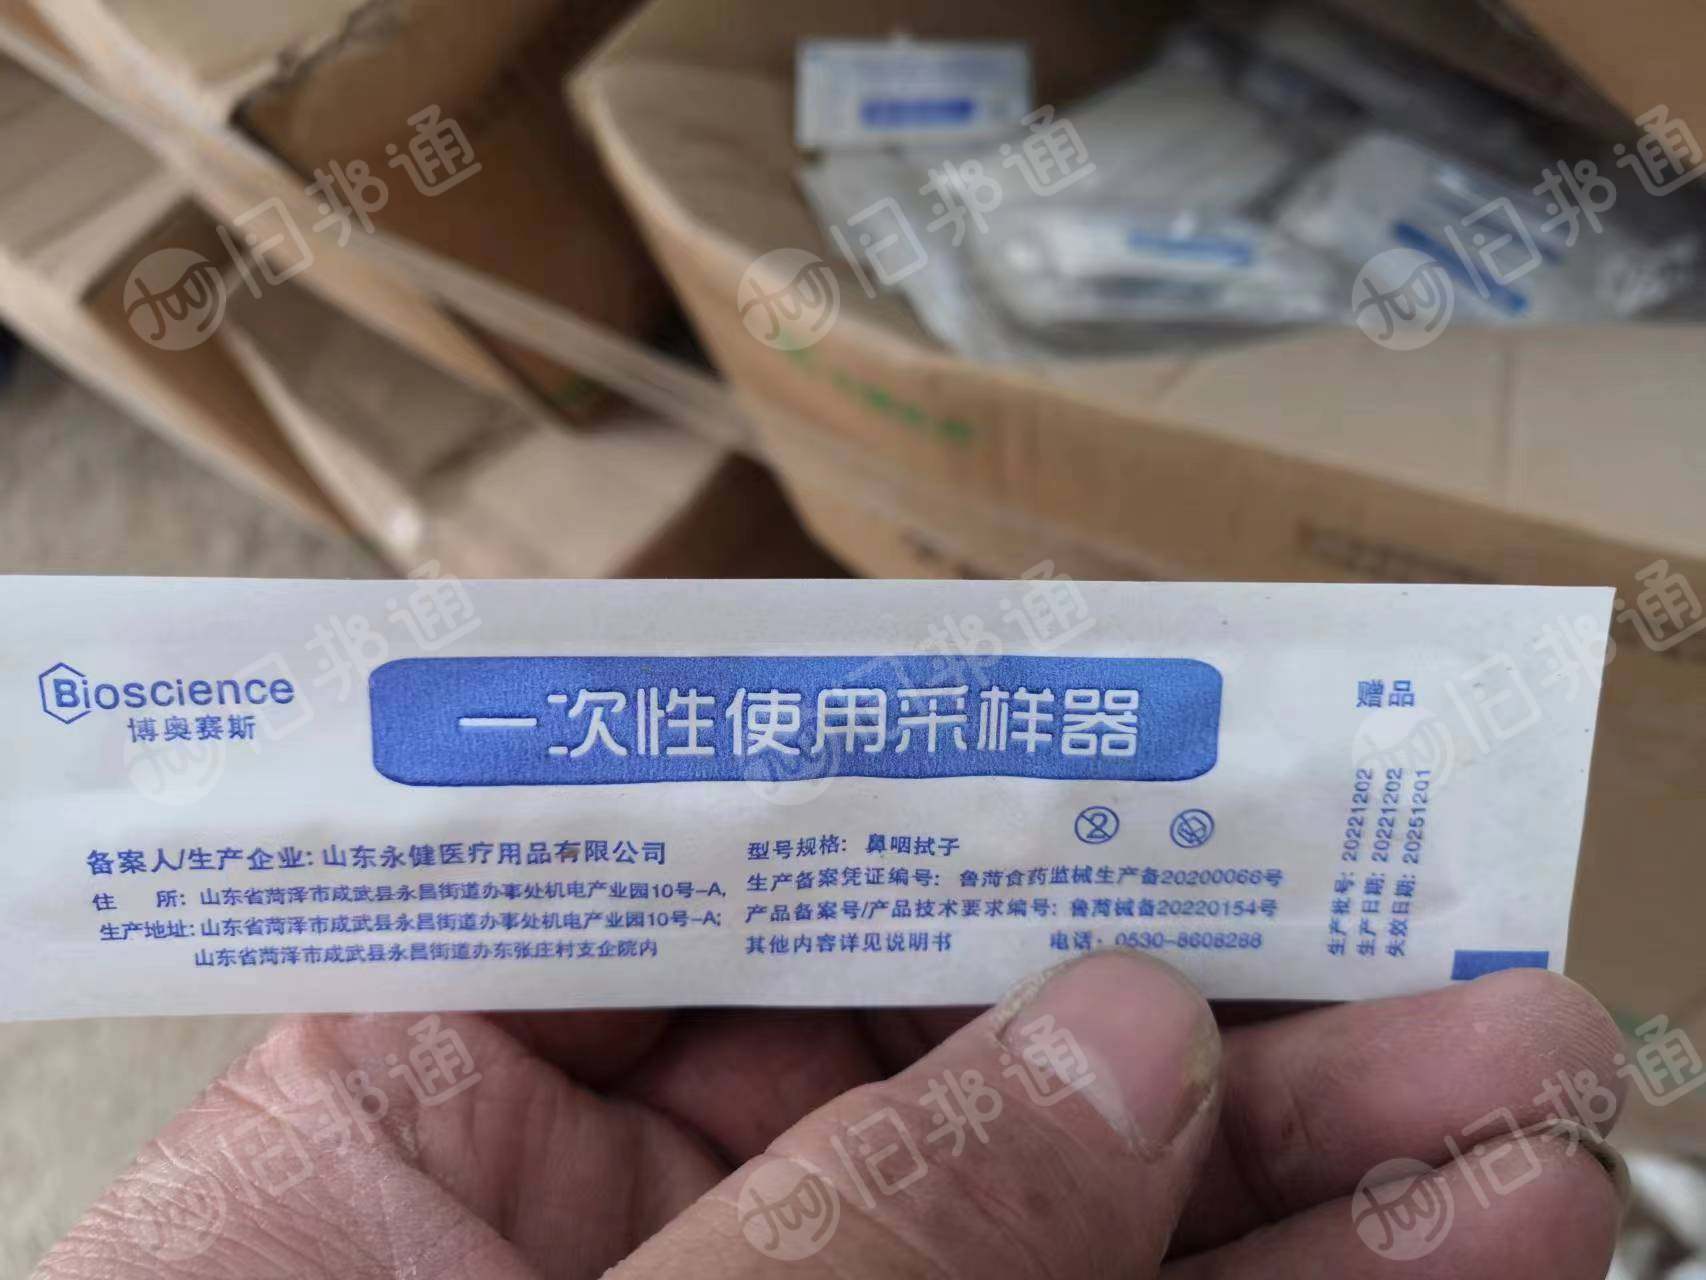 Bioscience
博奥赛斯
一次性使用采样器
备案人/生产企业: 山东永健医疗用品有限公司
住 所: 山东省菏泽市成武县永昌街道办事处机电产业园10号-A,
生产地址: 山东省菏泽市成武县永昌街道办事处机电产业园10号-A;
山东省菏泽市成武县永昌街道办东张庄村支企院内
型号规格: 鼻咽拭子
生产备案凭证编号: 鲁菏食药监械生产备20200066号
产品备案号/产品技术要求编号: 鲁菏械备20220154号
其他内容详见说明书 电话: 0530-8608288
生产批号: 20221202
生产日期: 20221202
失效日期: 20251201
旧邦通